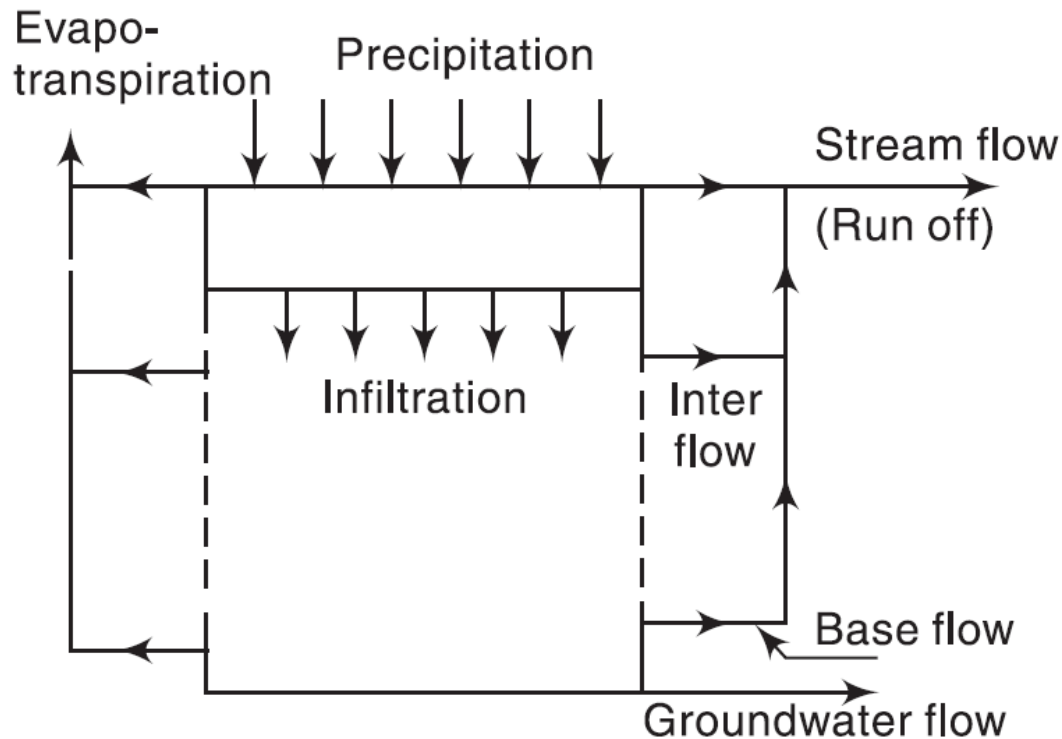 Evapo-
transpiration
Precipitation
Stream flow
(Run off)
Infiltration
Inter
flow
Base flow
Groundwater flow